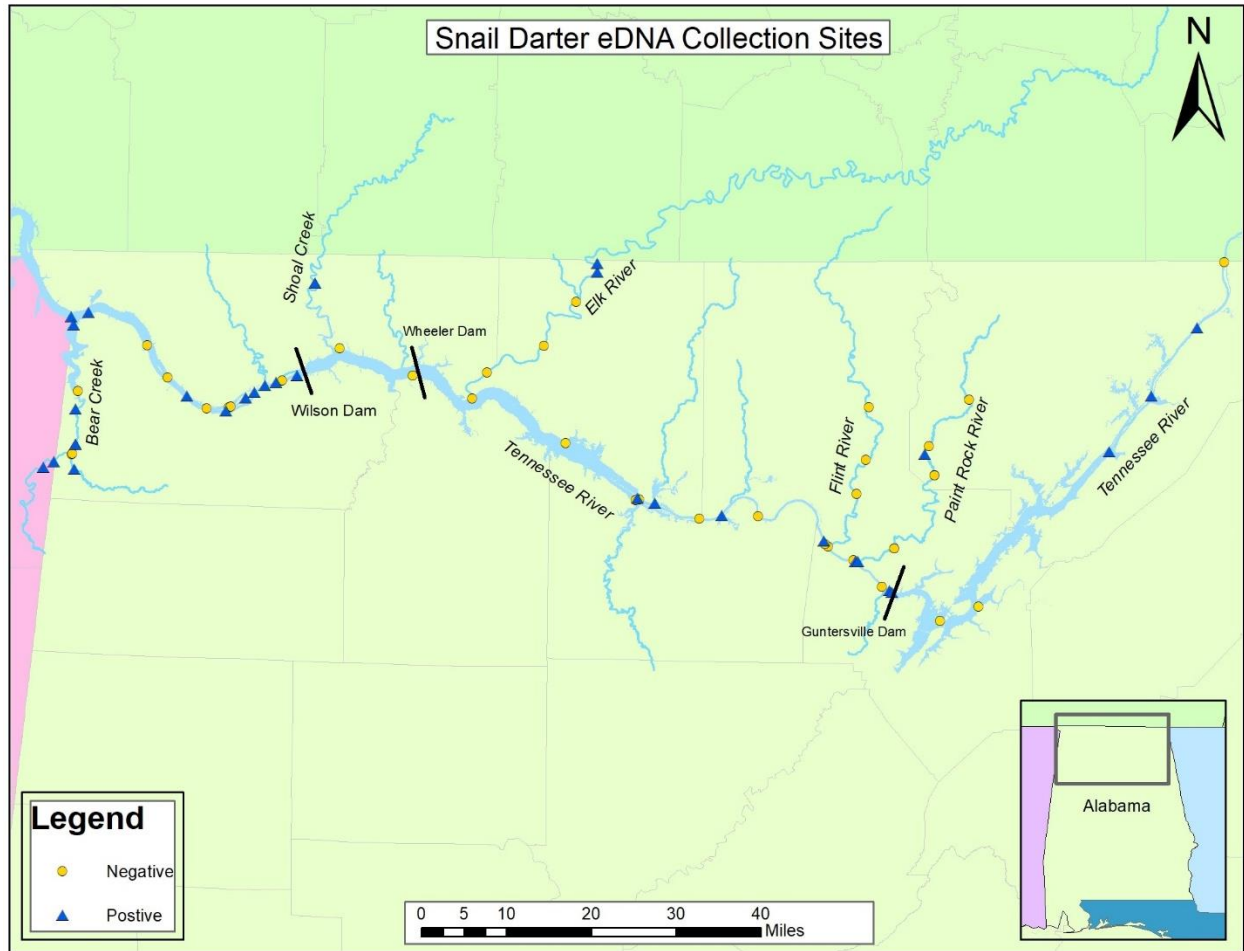 Snail Darter eDNA Collection Sites
N
Shoal Creek
Elk River
Wheeler Dam
Wilson Dam
Bear Creek
Tennessee River
Flint River
Paint Rock River
Tennessee River
Guntersville Dam
Legend
Negative
Postive
0 5 10 20 30 40
Miles
Alabama